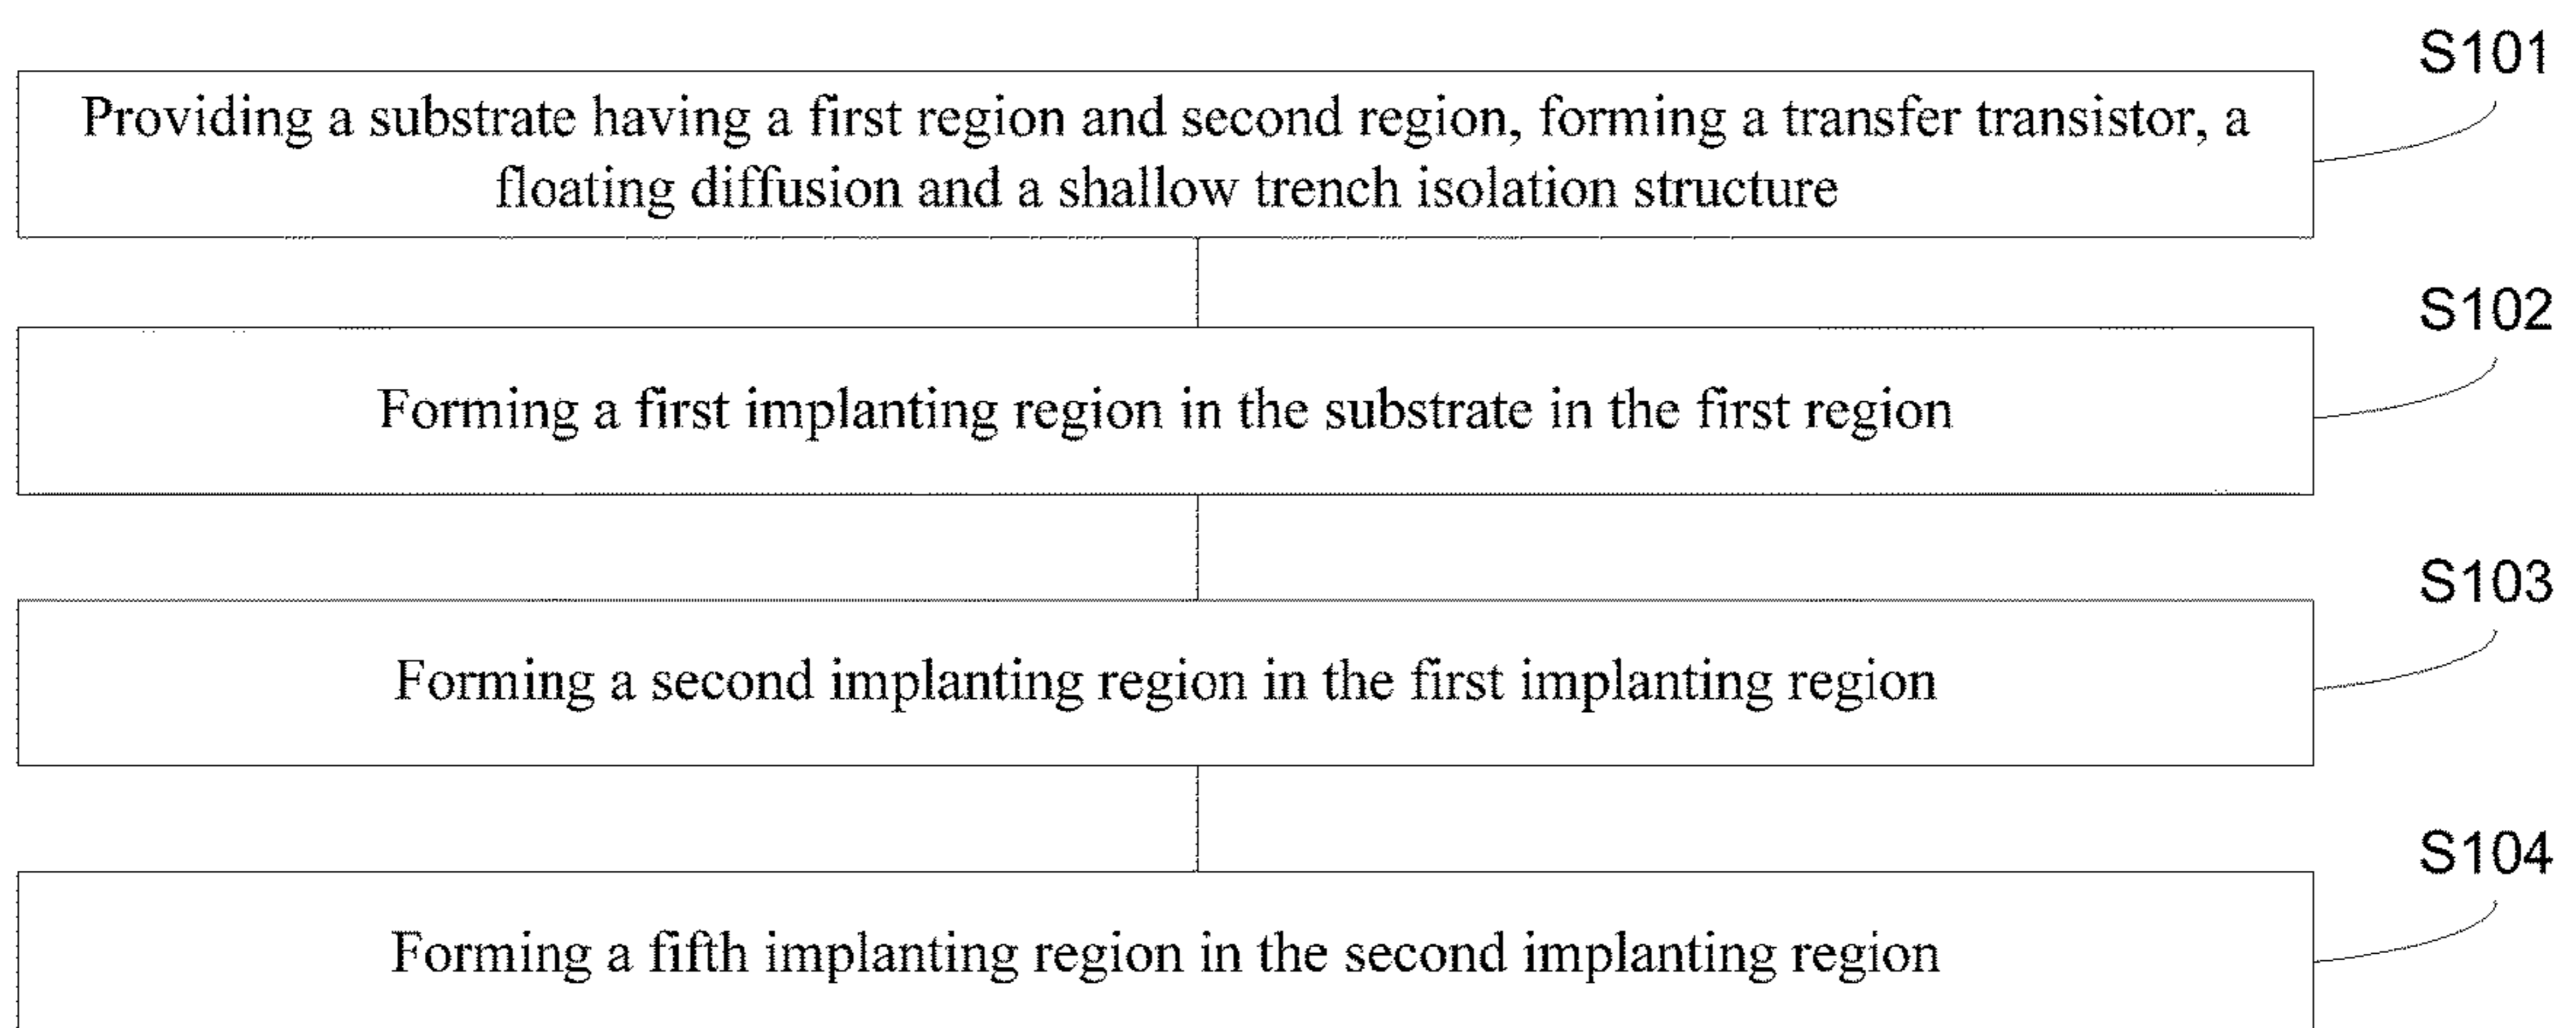 S101
Providing a substrate having a first region and second region, forming a transfer transistor, a
floating diffusion and a shallow trench isolation structure
S102
Forming a first implanting region in the substrate in the first region
S103
Forming a second implanting region in the first implanting region
S104
Forming a fifth implanting region in the second implanting region